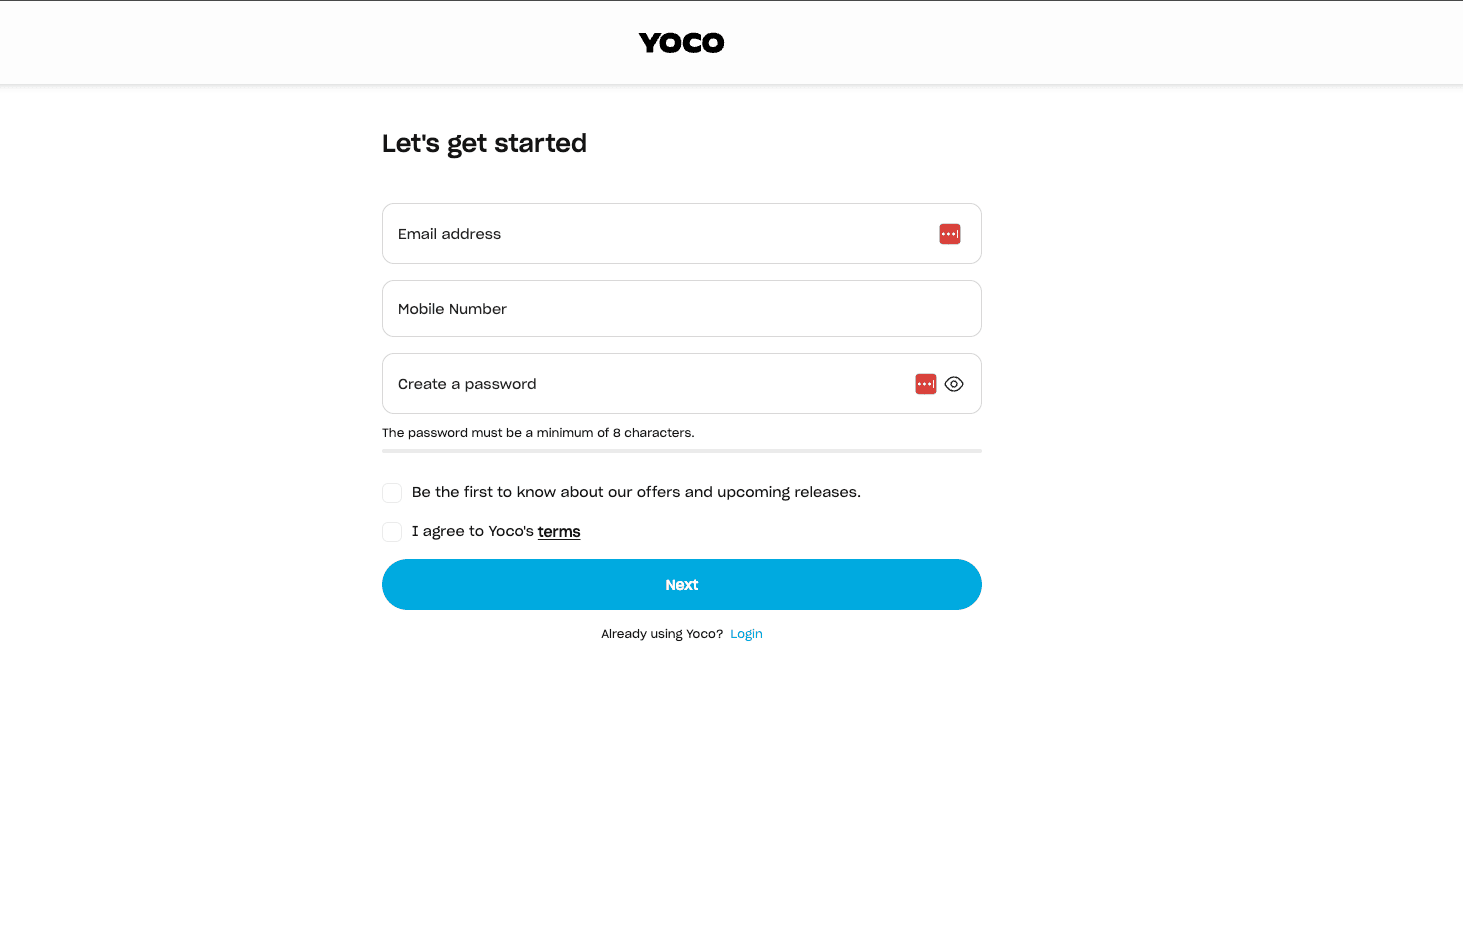 YOCO
Let's get started
Email address
Mobile Number
Create a password
The password must be a minimum of 8 characters.
Be the first to know about our offers and upcoming releases.
I agree to Yoco's terms
Next
Already using Yoco? Login